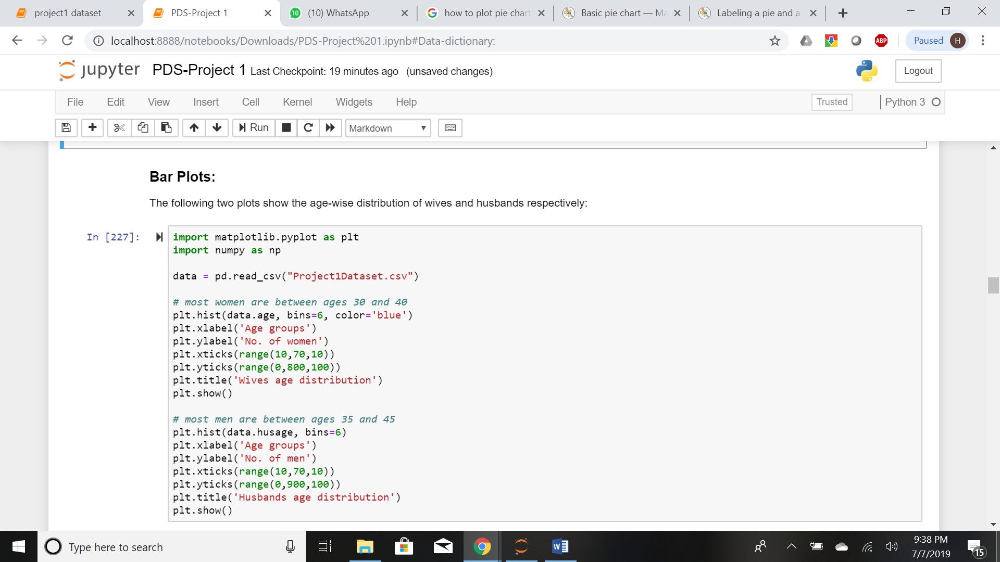 project1 dataset
PDS-Project 1
10 (10) WhatsApp
how to plot pie chart
Basic pie chart — Ma
Labeling a pie and a
localhost:8888/notebooks/Downloads/PDS-Project%201.ipynb#Data-dictionary:
ABP
Paused H
jupyter PDS-Project 1 Last Checkpoint: 19 minutes ago (unsaved changes)
Logout
File Edit View Insert Cell Kernel Widgets Help
Trusted
Python 3
Run
Markdown
Bar Plots:
The following two plots show the age-wise distribution of wives and husbands respectively:
In [227]:
import matplotlib.pyplot as plt
import numpy as np
data = pd.read_csv("Project1Dataset.csv")
# most women are between ages 30 and 40
plt.hist(data.age, bins=6, color='blue')
plt.xlabel('Age groups')
plt.ylabel('No. of women')
plt.xticks(range(10,70,10))
plt.yticks(range(0,800,100))
plt.title('Wives age distribution')
plt.show()
# most men are between ages 35 and 45
plt.hist(data.husage, bins=6)
plt.xlabel('Age groups')
plt.ylabel('No. of men')
plt.xticks(range(10,70,10))
plt.yticks(range(0,900,100))
plt.title('Husbands age distribution')
plt.show()
Type here to search
W
9:38 PM
7/7/2019
15